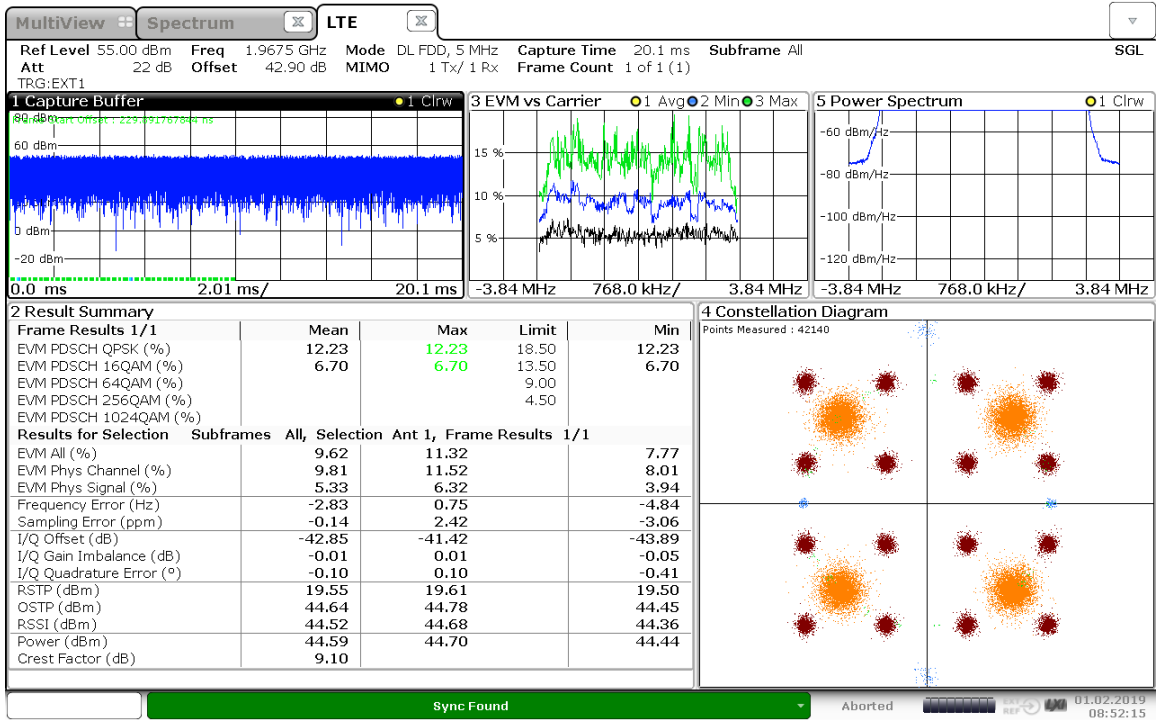 MultiView Spectrum LTE
Ref Level 55.00 dBm Freq 1.9675 GHz Mode DL FDD, 5 MHz Capture Time 20.1 ms Subframe All SGL
Att 22 dB Offset 42.90 dB MIMO 1 Tx/ 1 Rx Frame Count 1 of 1 (1)
TRG:EXT1
1 Capture Buffer 1 Clrw
80 dBm
Start Offset : ns
60 dBm
0 dBm
-20 dBm
0.0 ms 2.01 ms/ 20.1 ms
3 EVM vs Carrier 1 Avg 2 Min 3 Max
15 %
10 %
5 %
-3.84 MHz 768.0 kHz/ 3.84 MHz
5 Power Spectrum 1 Clrw
-60 dBm/Hz
-80 dBm/Hz
-100 dBm/Hz
-120 dBm/Hz
-3.84 MHz 768.0 kHz/ 3.84 MHz
2 Result Summary
Frame Results 1/1 Mean Max Limit Min
EVM PDSCH QPSK (%) 12.23 12.23 18.50 12.23
EVM PDSCH 16QAM (%) 6.70 6.70 13.50 6.70
EVM PDSCH 64QAM (%) 9.00
EVM PDSCH 256QAM (%) 4.50
EVM PDSCH 1024QAM (%)
Results for Selection Subframes All, Selection Ant 1, Frame Results 1/1
EVM All (%) 9.62 11.32 7.77
EVM Phys Channel (%) 9.81 11.52 8.01
EVM Phys Signal (%) 5.33 6.32 3.94
Frequency Error (Hz) -2.83 0.75 -4.84
Sampling Error (ppm) -0.14 2.42 -3.06
I/Q Offset (dB) -42.85 -41.42 -43.89
I/Q Gain Imbalance (dB) -0.01 0.01 -0.05
I/Q Quadrature Error (°) -0.10 0.10 -0.41
RSTP (dBm) 19.55 19.61 19.50
OSTP (dBm) 44.64 44.78 44.45
RSSI (dBm) 44.52 44.68 44.36
Power (dBm) 44.59 44.70 44.44
Crest Factor (dB) 9.10
4 Constellation Diagram
Points Measured : 42140
Sync Found
Aborted
EXT
REF
LXI
01.02.2019
08:52:15